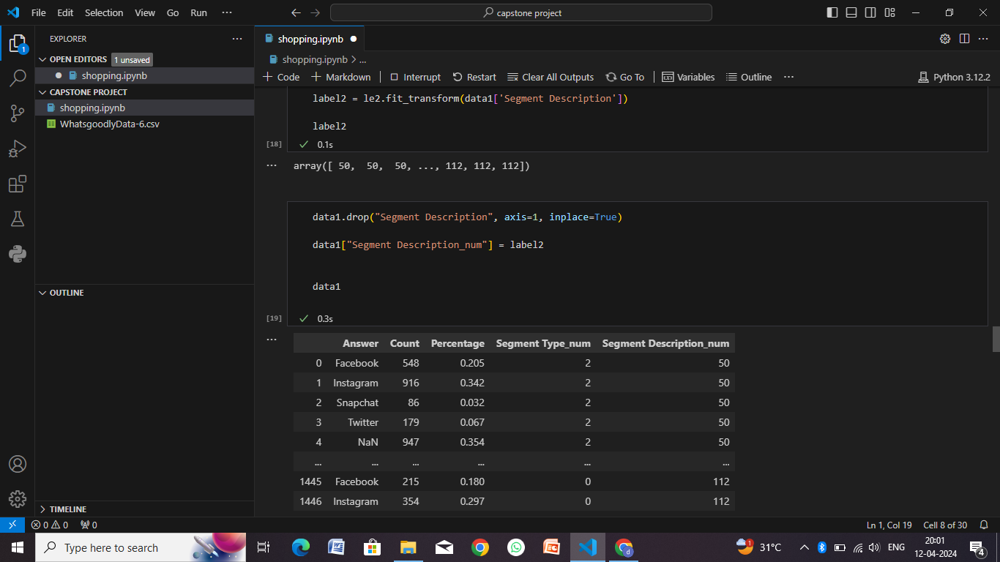 File Edit Selection View Go Run ··· capstone project
EXPLORER ···
OPEN EDITORS 1 unsaved
shopping.ipynb
CAPSTONE PROJECT
shopping.ipynb
WhatsgoodlyData-6.csv
OUTLINE
TIMELINE
1
shopping.ipynb
shopping.ipynb > ...
Code Markdown Interrupt Restart Clear All Outputs Go To Variables Outline ··· Python 3.12.2
label2 = le2.fit_transform(data1['Segment Description'])
label2
[18] 0.1s
··· array([ 50,  50,  50, ..., 112, 112, 112])
data1.drop("Segment Description", axis=1, inplace=True)
data1["Segment Description_num"] = label2
data1
[19] 0.3s
···
Answer Count Percentage Segment Type_num Segment Description_num
0 Facebook 548 0.205 2 50
1 Instagram 916 0.342 2 50
2 Snapchat 86 0.032 2 50
3 Twitter 179 0.067 2 50
4 NaN 947 0.354 2 50
... ... ... ... ... ...
1445 Facebook 215 0.180 0 112
1446 Instagram 354 0.297 0 112
0 0 0 Ln 1, Col 19 Cell 8 of 30
Type here to search 1 31°C ENG 20:01
12-04-2024 4